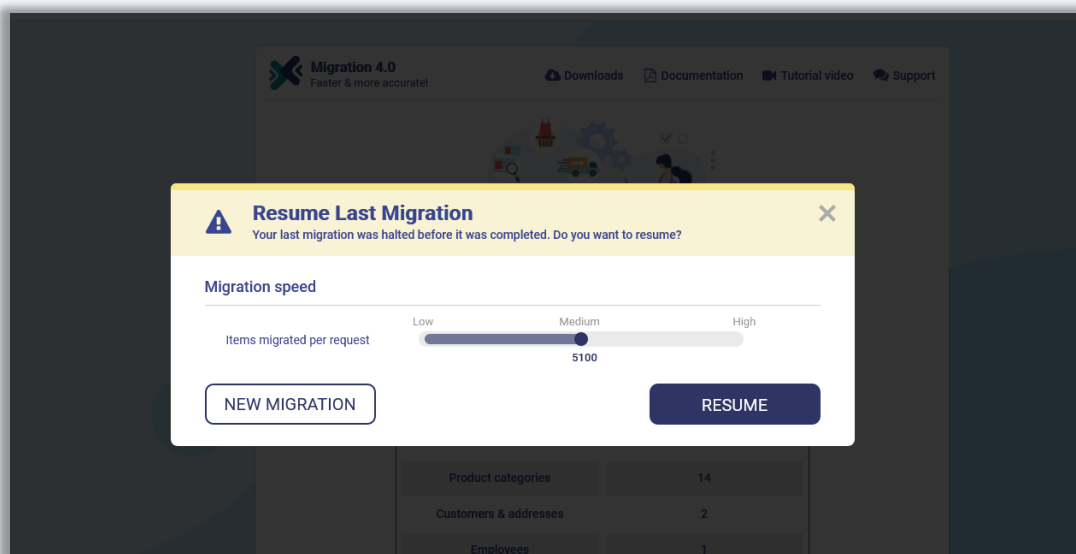 Migration 4.0
Faster & more accurate!
Downloads
Documentation
Tutorial video
Support
Resume Last Migration
Your last migration was halted before it was completed. Do you want to resume?
Migration speed
Low Medium High
Items migrated per request
5100
NEW MIGRATION
RESUME
Product categories 14
Customers & addresses 2
Employees 1